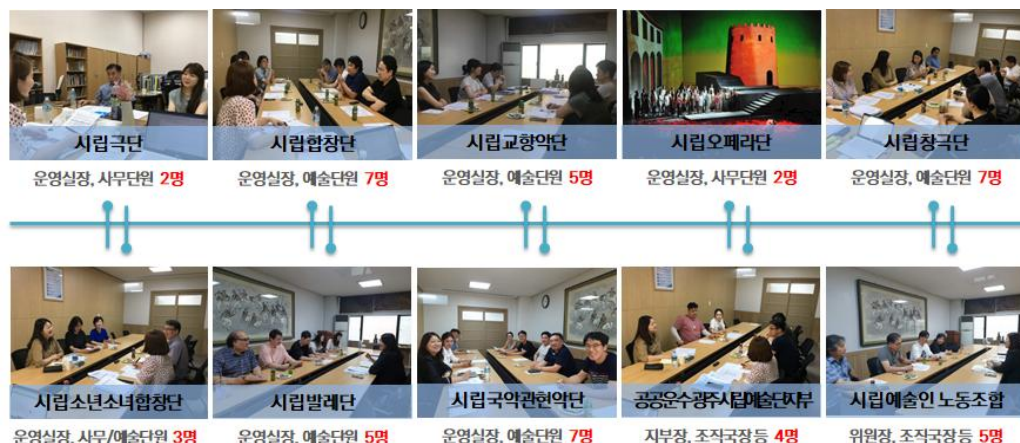 시립극단
시립합창단
시립교향악단
시립오페라단
시립창극단
운영실장, 사무단원 2명
운영실장, 예술단원 7명
운영실장, 예술단원 5명
운영실장, 사무단원 2명
운영실장, 예술단원 7명
시립소년소녀합창단
시립발레단
시립국악관현악단
공공운수광주시립예술단지부
시립예술인 노동조합
운영실장, 사무/예술단원 3명
운영실장, 예술단원 5명
운영실장, 예술단원 7명
지부장, 조직국장 등 4명
위원장, 조직국장 등 5명